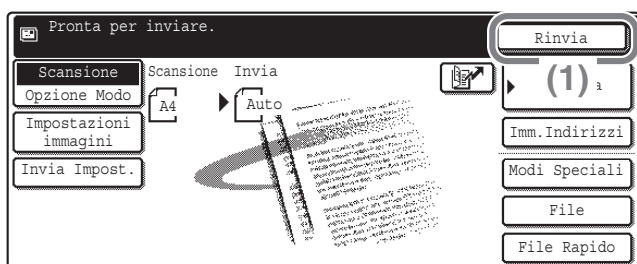 Pronta per inviare.
Rinvia
Scansione
Opzione Modo
Impostazioni
immagini
Invia Impost.
Scansione Invia
A4 Auto
(1)
Imm.Indirizzi
Modi Speciali
File
File Rapido